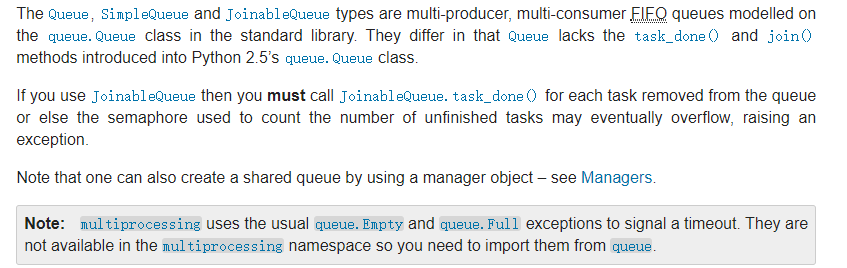 The Queue, SimpleQueue and JoinableQueue types are multi-producer, multi-consumer FIFO queues modelled on
the queue.Queue class in the standard library. They differ in that Queue lacks the task_done() and join()
methods introduced into Python 2.5's queue.Queue class.
If you use JoinableQueue then you must call JoinableQueue.task_done() for each task removed from the queue
or else the semaphore used to count the number of unfinished tasks may eventually overflow, raising an
exception.
Note that one can also create a shared queue by using a manager object – see Managers.
Note: multiprocessing uses the usual queue.Empty and queue.Full exceptions to signal a timeout. They are
not available in the multiprocessing namespace so you need to import them from queue.